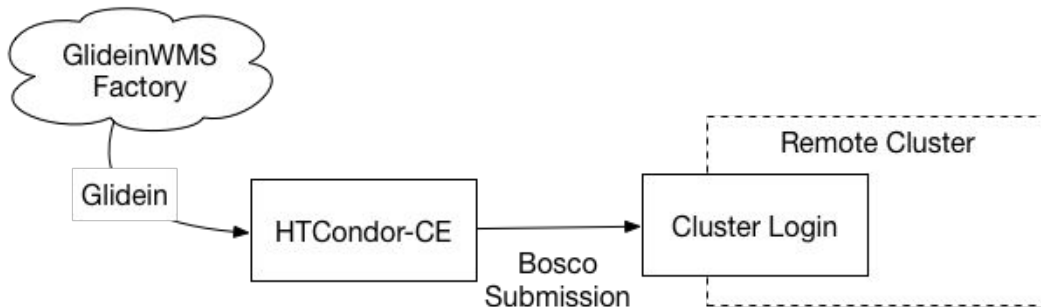 GlideinWMS
Factory
Remote Cluster
Glidein
HTCondor-CE
Cluster Login
Bosco
Submission